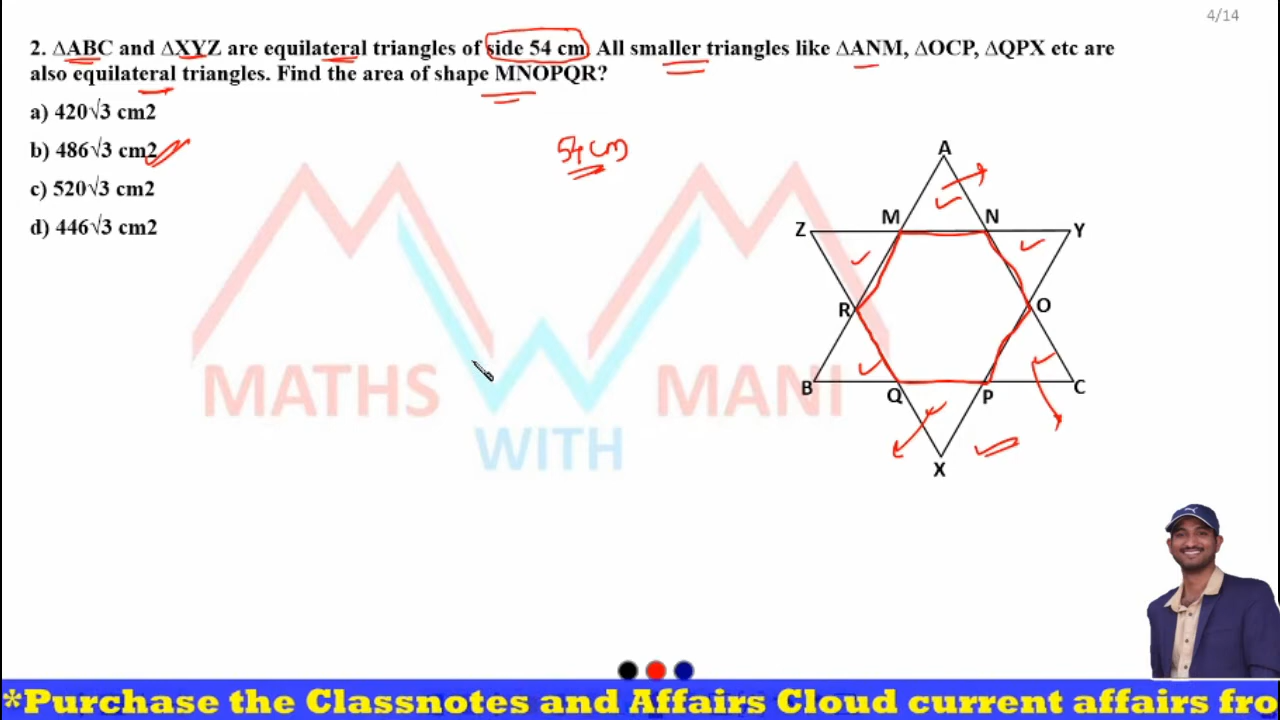 4/14
2. ΔABC and ΔXYZ are equilateral triangles of side 54 cm. All smaller triangles like ΔANM, ΔOCP, ΔQPX etc are
also equilateral triangles. Find the area of shape MNOPQR?
a) 420√3 cm2
b) 486√3 cm2
c) 520√3 cm2
d) 446√3 cm2
54 cm
A
Z M N Y
R O
B Q P C
X
MATHS MANI
WITH
*Purchase the Classnotes and Affairs Cloud current affairs fro